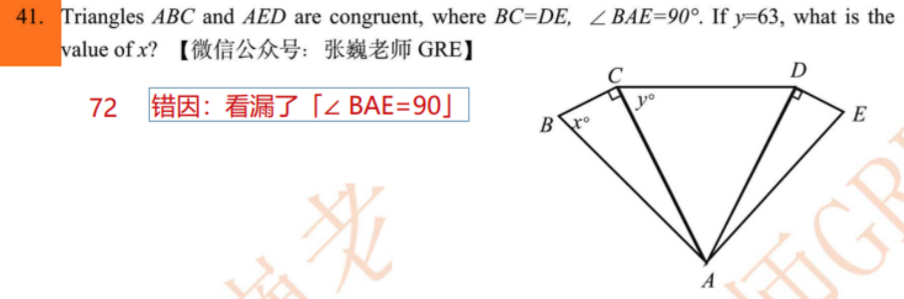 41. Triangles ABC and AED are congruent, where BC=DE, ∠BAE=90°. If y=63, what is the
value of x? 【微信公众号：张巍老师 GRE】
72 错因：看漏了「∠ BAE=90」
C
D
y°
B
x°
E
A
老
师GR